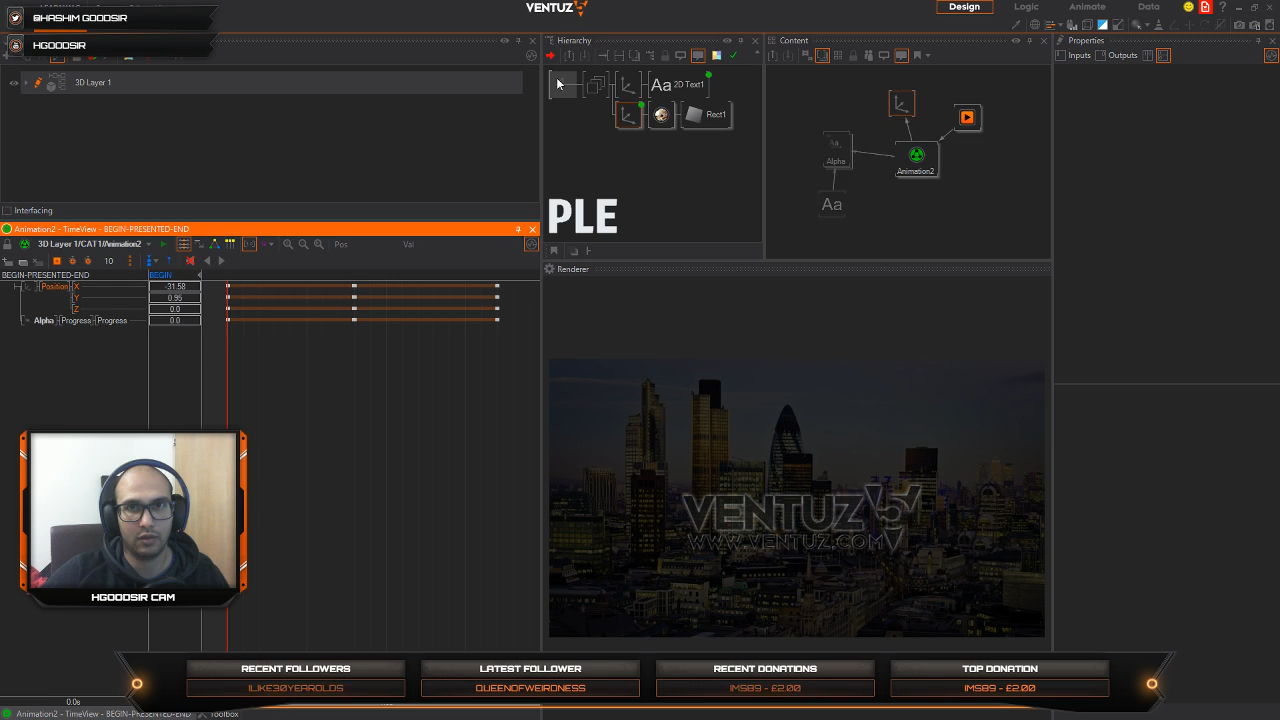 @HASHIM GOODSIR
HGOODSIR
VENTUZ 5
Design
Logic
Animate
Data
3D Layer 1
Interfacing
Hierarchy
Aa 2D Text1
Rect1
PLE
Content
Alpha
Animation2
Aa
Properties
Inputs
Outputs
Renderer
VENTUZ 5
WWW.VENTUZ.COM
Animation2 - TimeView - BEGIN-PRESENTED-END
3D Layer 1/CAT1/Animation2
Pos
Val
10
BEGIN-PRESENTED-END
BEGIN
Position X -31.58
Y 0.95
Z 0.0
Alpha Progress Progress 0.0
HGOODSIR CAM
RECENT FOLLOWERS
ILIKE30YEAROLDS
LATEST FOLLOWER
QUEENOFWEIRDNESS
RECENT DONATIONS
IMS89 - £2.00
TOP DONATION
IMS89 - £2.00
0.0s
Animation2 - TimeView - BEGIN-PRESENTED-END
Toolbox